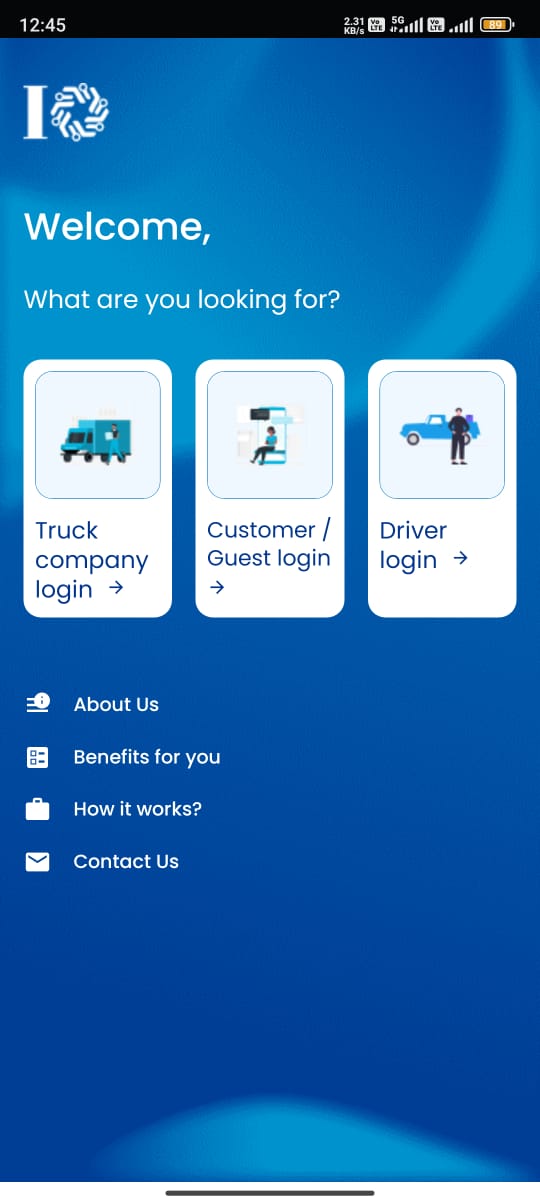 12:45
2.31 KB/s Vo LTE 5G Vo LTE 89
I
Welcome,
What are you looking for?
Truck
company
login →
Customer /
Guest login
→
Driver
login →
About Us
Benefits for you
How it works?
Contact Us